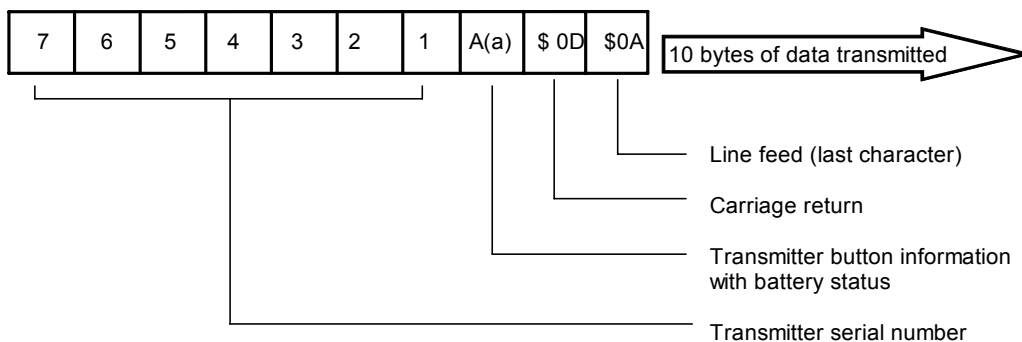 7 6 5 4 3 2 1 A(a) $ 0D $0A
10 bytes of data transmitted
Line feed (last character)
Carriage return
Transmitter button information
with battery status
Transmitter serial number